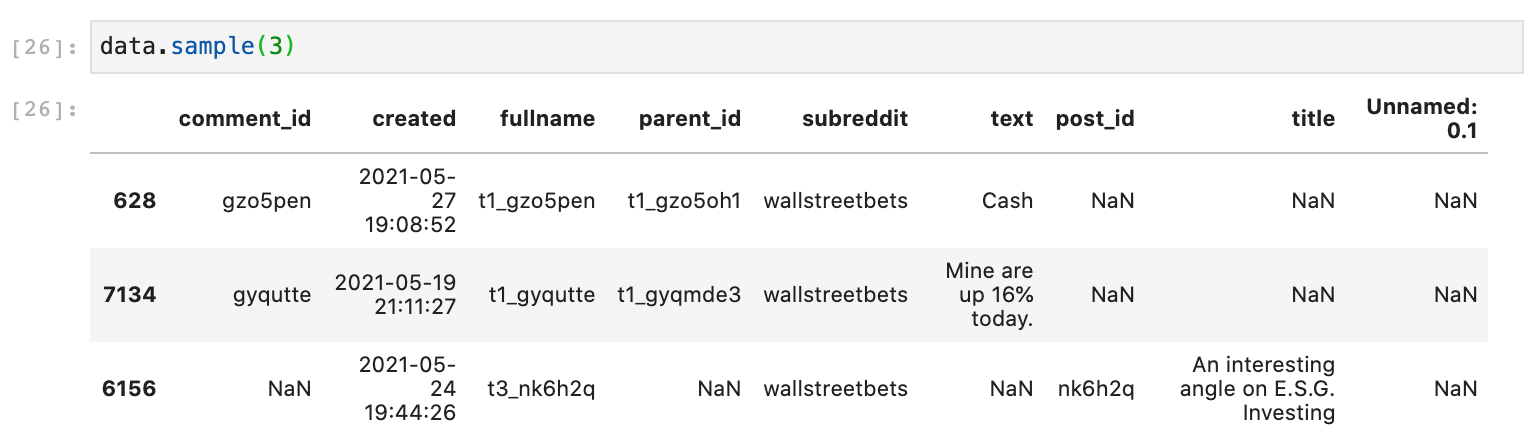 [26]: data.sample(3)
[26]:
comment_id created fullname parent_id subreddit text post_id title Unnamed: 0.1
628 gzo5pen 2021-05-27 19:08:52 t1_gzo5pen t1_gzo5oh1 wallstreetbets Cash NaN NaN NaN
7134 gyqutte 2021-05-19 21:11:27 t1_gyqutte t1_gyqmde3 wallstreetbets Mine are up 16% today. NaN NaN NaN
6156 NaN 2021-05-24 19:44:26 t3_nk6h2q NaN wallstreetbets NaN nk6h2q An interesting angle on E.S.G. Investing NaN